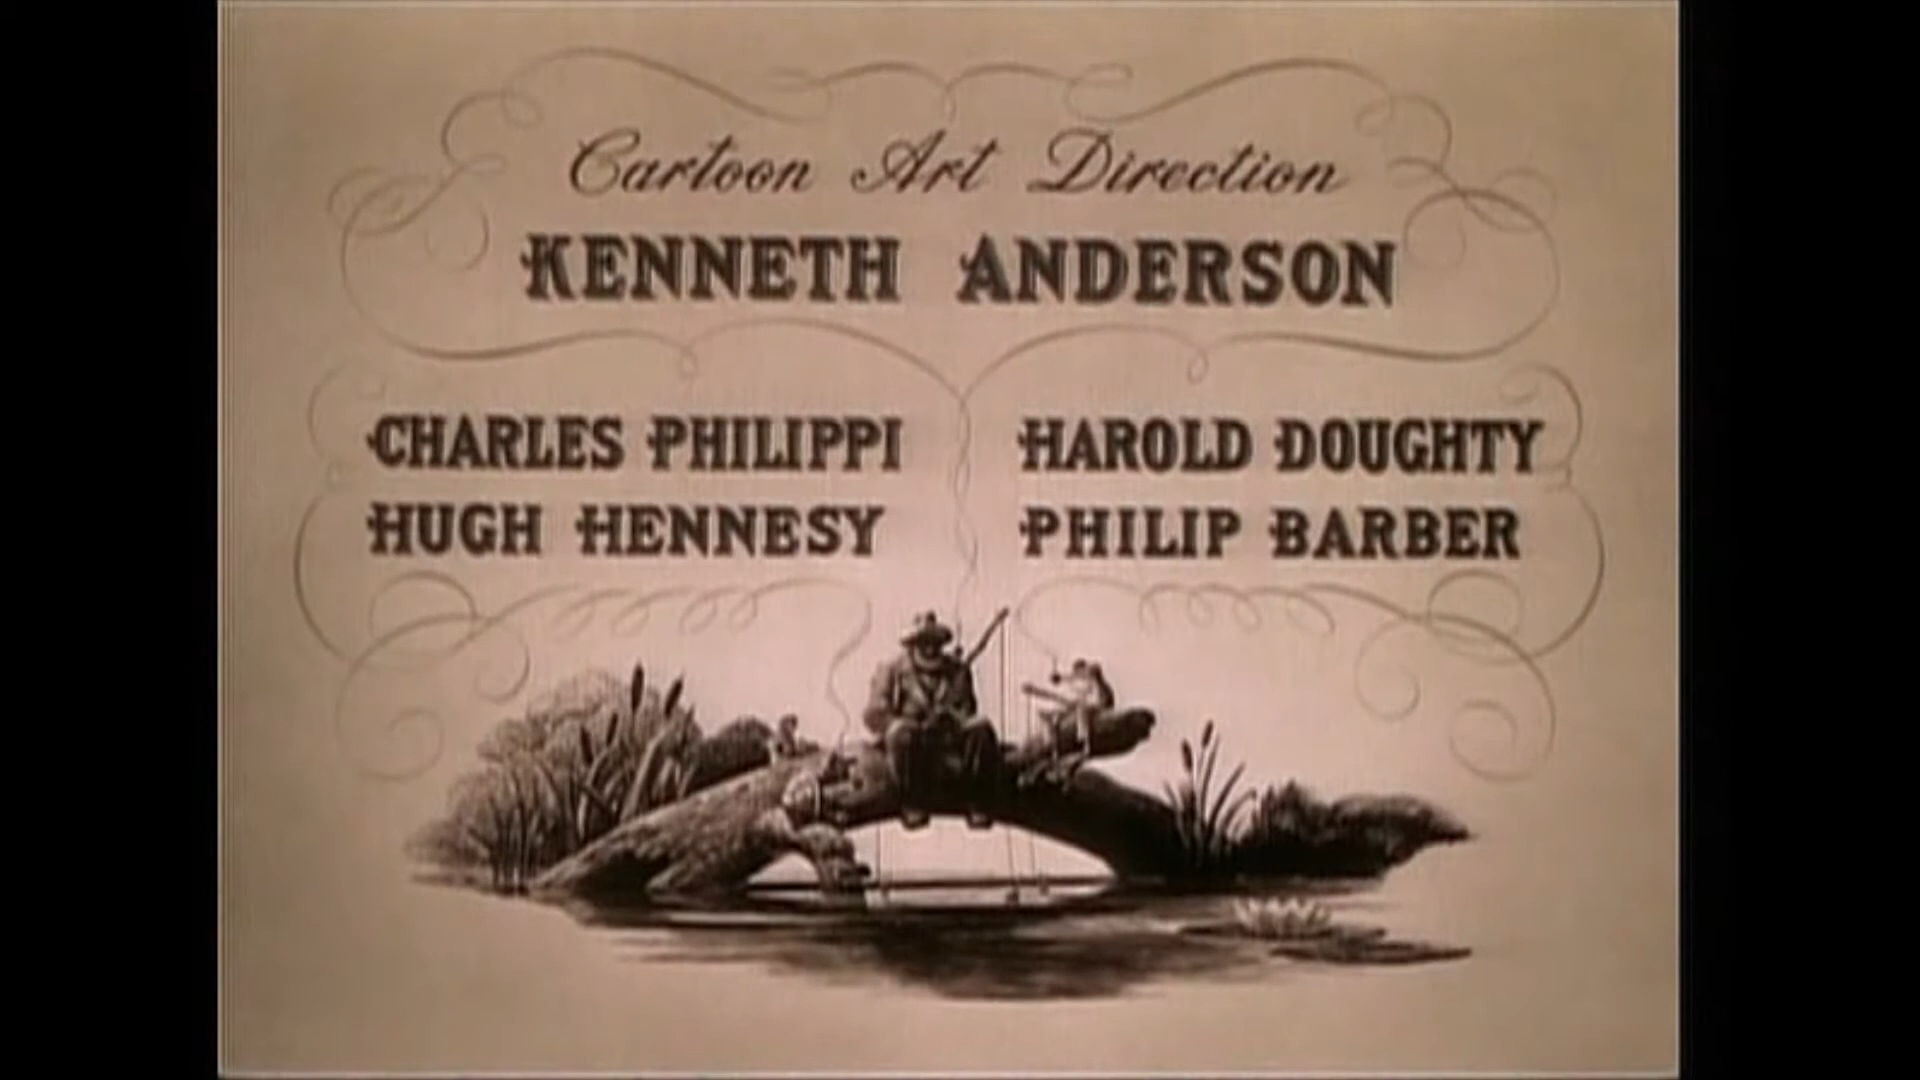 Cartoon Art Direction
KENNETH ANDERSON
CHARLES PHILIPPI
HUGH HENNESY
HAROLD DOUGHTY
PHILIP BARBER